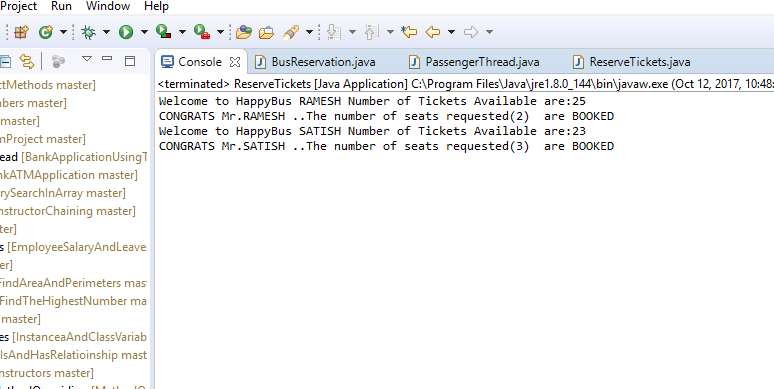 Project Run Window Help
Console BusReservation.java PassengerThread.java ReserveTickets.java
<terminated> ReserveTickets [Java Application] C:\Program Files\Java\jre1.8.0_144\bin\javaw.exe (Oct 12, 2017, 10:48:
Welcome to HappyBus RAMESH Number of Tickets Available are:25
CONGRATS Mr.RAMESH ..The number of seats requested(2)  are BOOKED
Welcome to HappyBus SATISH Number of Tickets Available are:23
CONGRATS Mr.SATISH ..The number of seats requested(3)  are BOOKED
ctMethods master]
nbers master]
master]
mProject master]
ead [BankApplicationUsingT
nkATMApplication master]
rySearchInArray master]
nstructorChaining master]
ter]
s [EmployeeSalaryAndLeave
er]
FindAreaAndPerimeters mas
FindTheHighestNumber ma
master]
es [InstanceaAndClassVariab
IsAndHasRelatioinship mast
nstructors master]